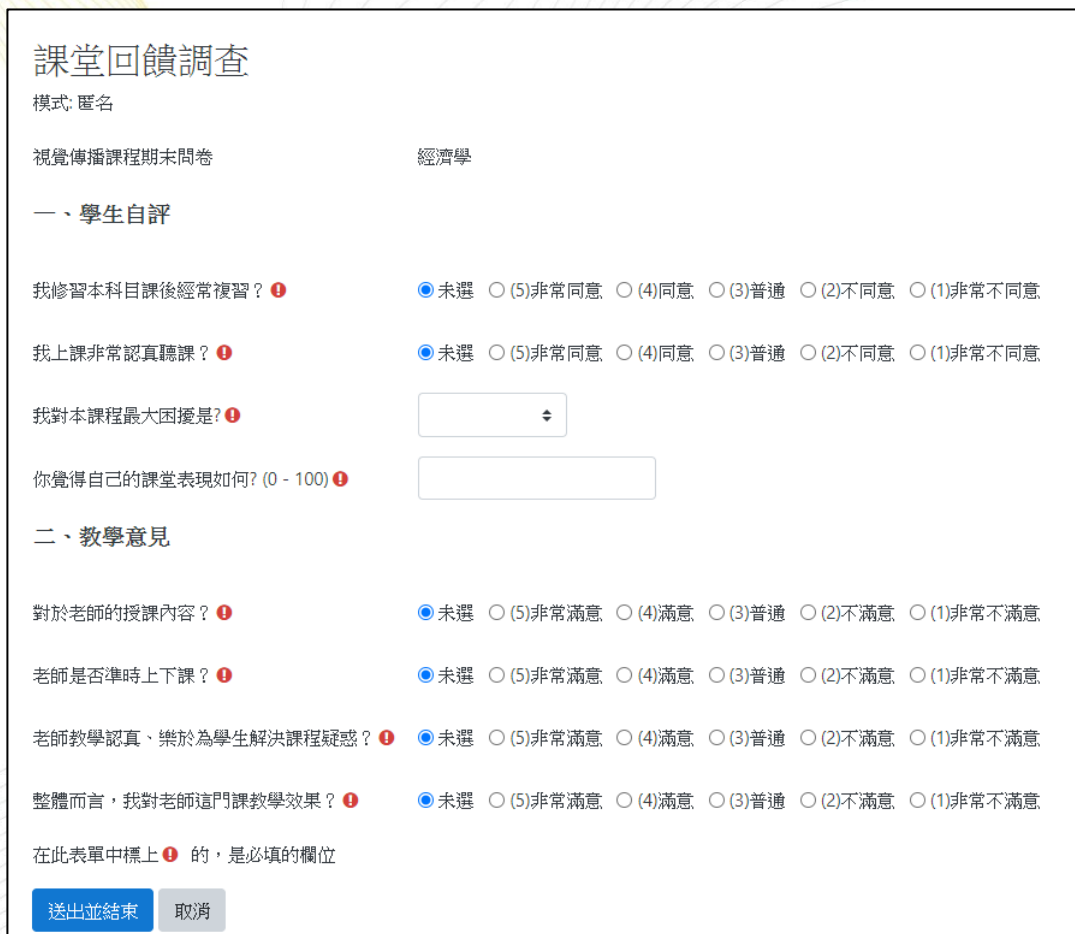 課堂回饋調查
模式: 匿名
視覺傳播課程期末問卷 經濟學
一、學生自評
我修習本科目課後經常複習？ 未選 (5)非常同意 (4)同意 (3)普通 (2)不同意 (1)非常不同意
我上課非常認真聽課？ 未選 (5)非常同意 (4)同意 (3)普通 (2)不同意 (1)非常不同意
我對本課程最大困擾是?
你覺得自己的課堂表現如何? (0 - 100)
二、教學意見
對於老師的授課內容？ 未選 (5)非常滿意 (4)滿意 (3)普通 (2)不滿意 (1)非常不滿意
老師是否準時上下課？ 未選 (5)非常滿意 (4)滿意 (3)普通 (2)不滿意 (1)非常不滿意
老師教學認真、樂於為學生解決課程疑惑？ 未選 (5)非常滿意 (4)滿意 (3)普通 (2)不滿意 (1)非常不滿意
整體而言，我對老師這門課教學效果？ 未選 (5)非常滿意 (4)滿意 (3)普通 (2)不滿意 (1)非常不滿意
在此表單中標上 的，是必填的欄位
送出並結束 取消